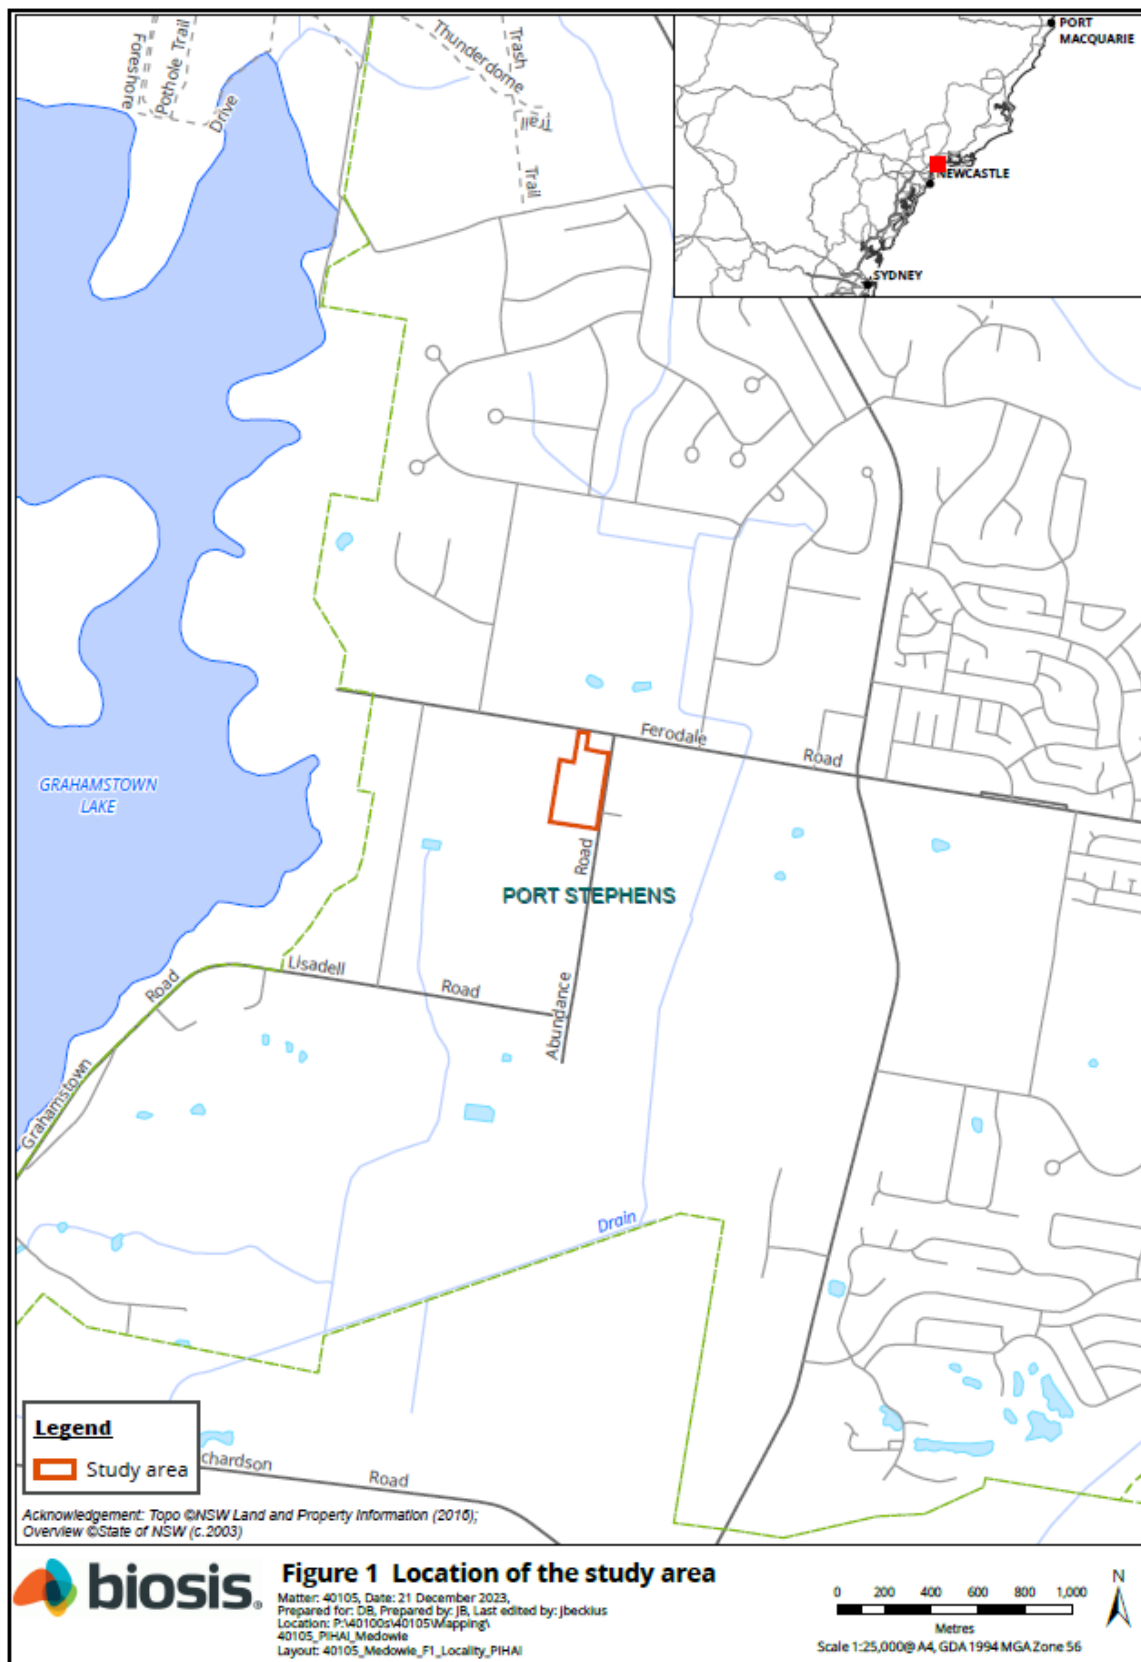 PORT
MACQUARIE
NEWCASTLE
SYDNEY
Foreshore
Pothole Trail
Drive
Thunderdome
Trail
Trash
Trail
Ferodale
Road
GRAHAMSTOWN
LAKE
Road
PORT STEPHENS
Abundance
Lisadell
Road
Road
Grahamstown
Drain
chardson
Road
Legend
Study area
Acknowledgement: Topo ©NSW Land and Property Information (2016);
Overview ©State of NSW (c.2003)
biosis.
Figure 1 Location of the study area
Matter: 40105, Date: 21 December 2023,
Prepared for: DB, Prepared by: JB, Last edited by: jbeckius
Location: P:\40100s\40105\Mapping\
40105_PIHAI_Medowie
Layout: 40105_Medowie_F1_Locality_PIHAI
0 200 400 600 800 1,000
Metres
Scale 1:25,000@ A4, GDA 1994 MGA Zone 56
N